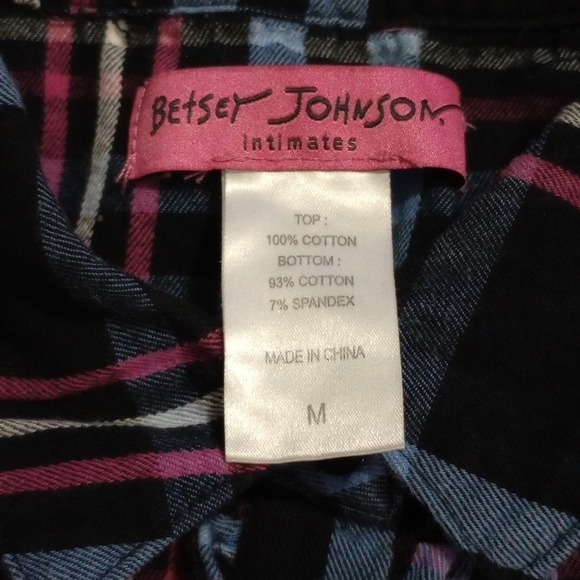 BETSEY JOHNSON.
intimates
TOP :
100% COTTON
BOTTOM :
93% COTTON
7% SPANDEX
MADE IN CHINA
M